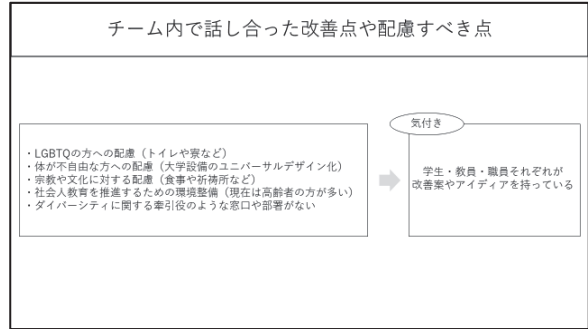 チーム内で話し合った改善点や配慮すべき点
・LGBTQの方への配慮（トイレや寮など）
・体が不自由な方への配慮（大学設備のユニバーサルデザイン化）
・宗教や文化に対する配慮（食事や祈祷所など）
・社会人教育を推進するための環境整備（現在は高齢者の方が多い）
・ダイバーシティに関する牽引役のような窓口や部署がない
気付き
学生・教員・職員それぞれが
改善案やアイディアを持っている